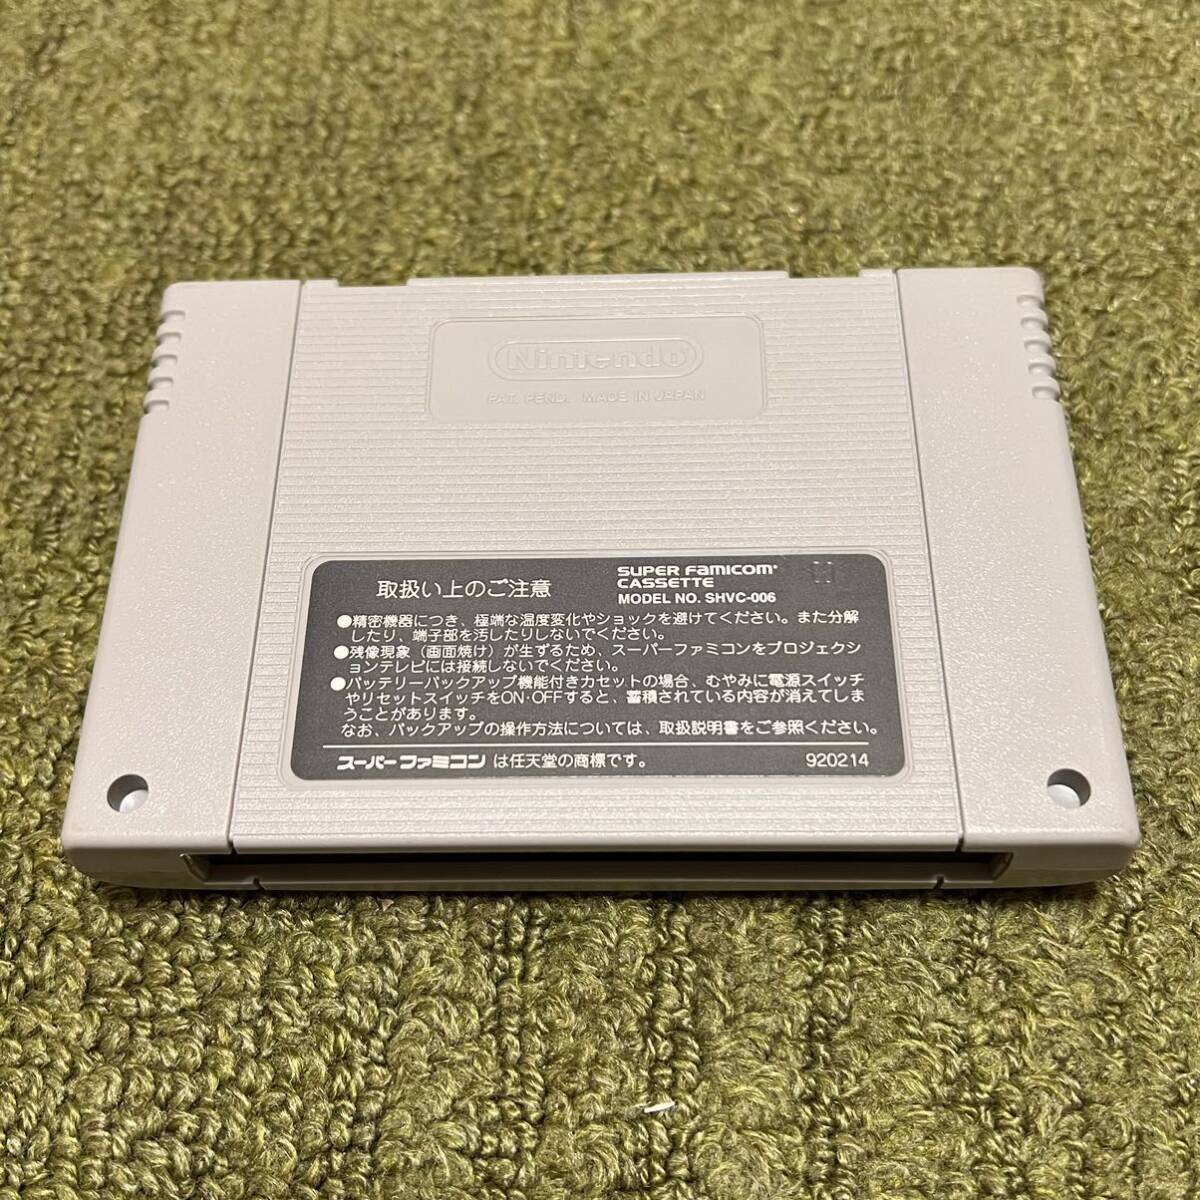 Nintendo
PAT. PEND. MADE IN JAPAN
取扱い上のご注意
SUPER FAMICOM
CASSETTE
MODEL NO. SHVC-006
●精密機器につき、極端な温度変化やショックを避けてください。また分解
したり、端子部を汚したりしないでください。
●残像現象（画面焼け）が生ずるため、スーパーファミコンをプロジェクシ
ョンテレビには接続しないでください。
●バッテリーバックアップ機能付きカセットの場合、むやみに電源スイッチ
やリセットスイッチをON・OFFすると、蓄積されている内容が消えてしま
うことがあります。
なお、バックアップの操作方法については、取扱説明書をご参照ください。
スーパーファミコンは任天堂の商標です。 920214